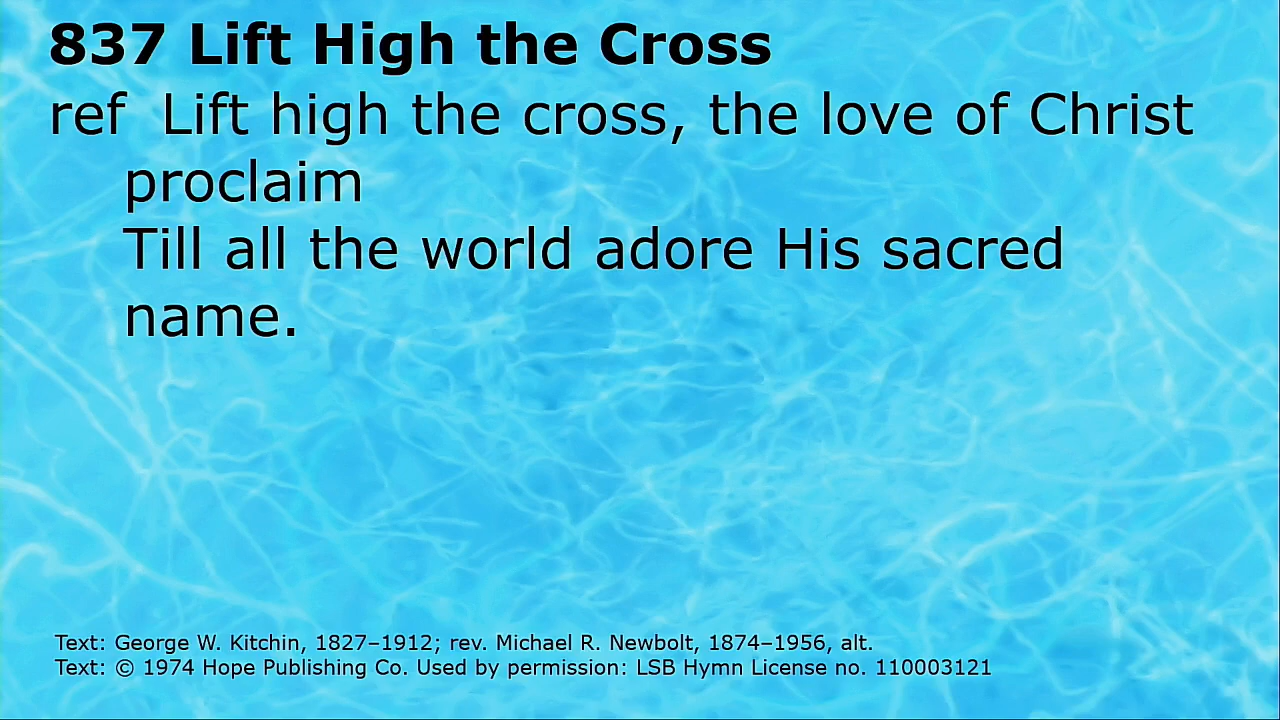 837 Lift High the Cross
ref Lift high the cross, the love of Christ
proclaim
Till all the world adore His sacred
name.
Text: George W. Kitchin, 1827–1912; rev. Michael R. Newbolt, 1874–1956, alt.
Text: © 1974 Hope Publishing Co. Used by permission: LSB Hymn License no. 110003121